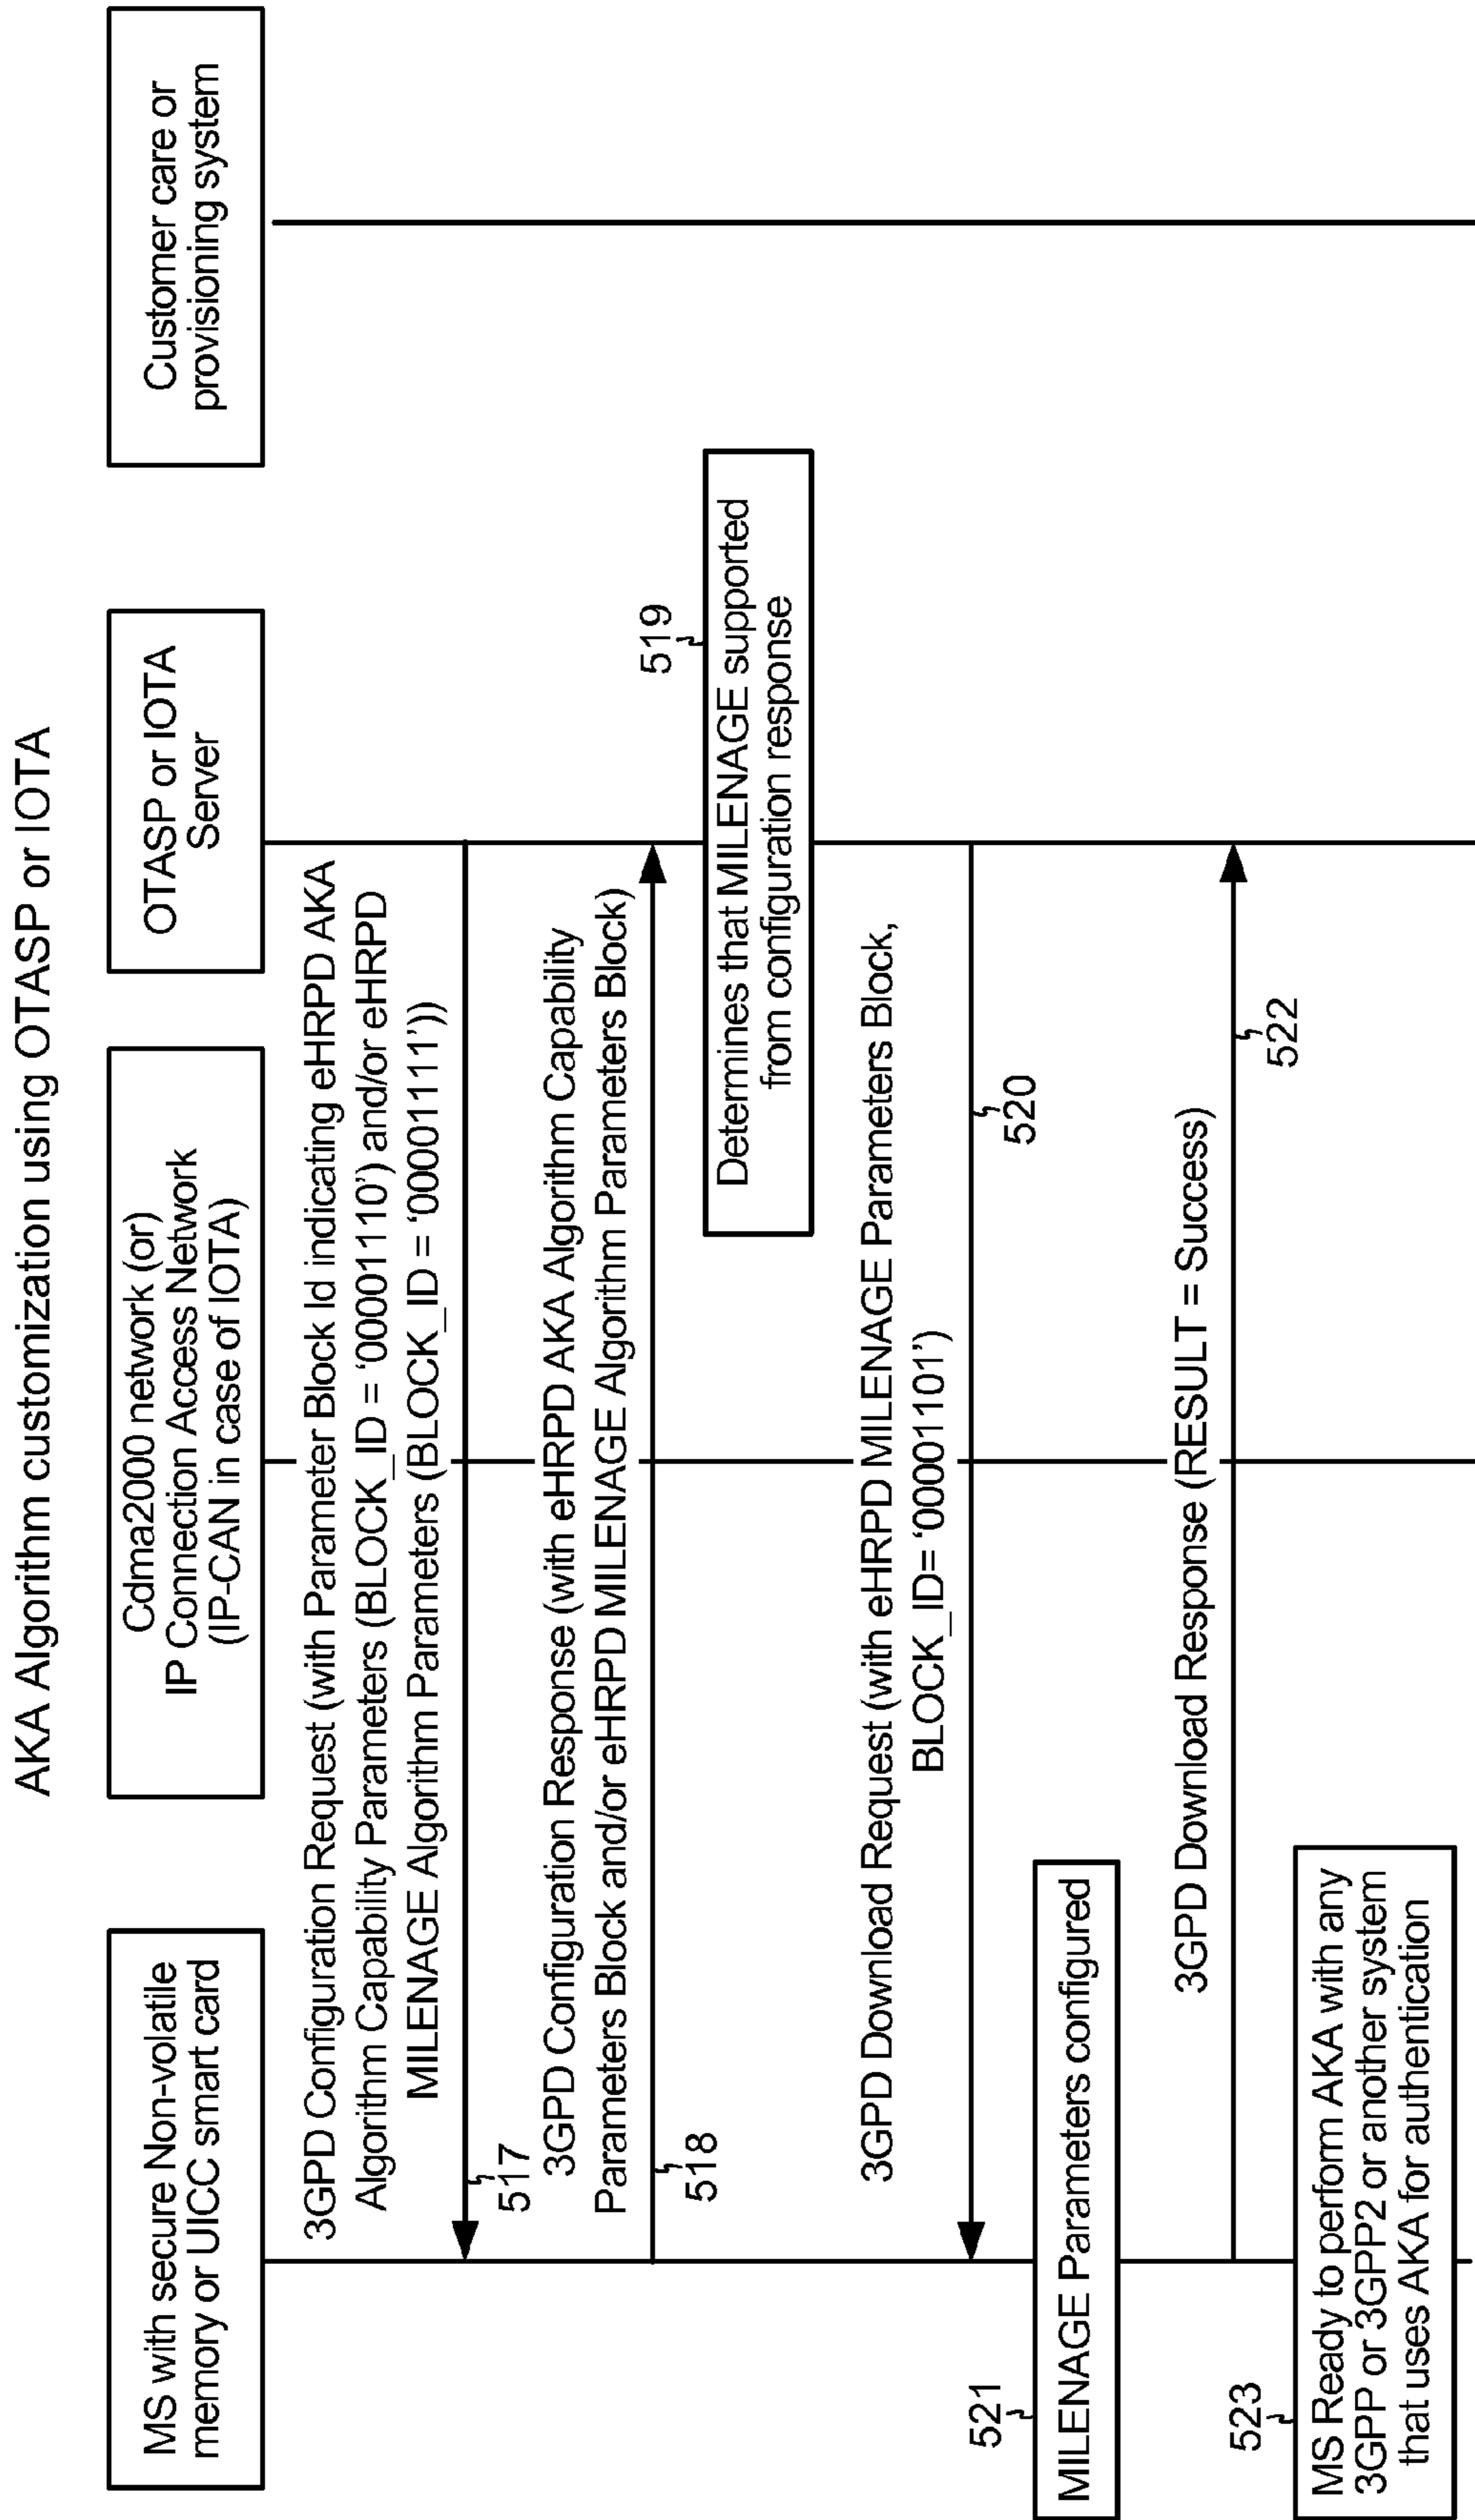 AKA Algorithm customization using OTASP or IOTA
MS with secure Non-volatile
memory or UICC smart card
Cdma2000 network (or)
IP Connection Access Network
(IP-CAN in case of IOTA)
OTASP or IOTA
Server
Customer care or
provisioning system
3GPD Configuration Request (with Parameter Block Id indicating eHRPD AKA
Algorithm Capability Parameters (BLOCK_ID = ‘00001110’) and/or eHRPD
MILENAGE Algorithm Parameters (BLOCK_ID = ‘00001111’))
517
3GPD Configuration Response (with eHRPD AKA Algorithm Capability
Parameters Block and/or eHRPD MILENAGE Algorithm Parameters Block)
518
519
Determines that MILENAGE supported
from configuration response
3GPD Download Request (with eHRPD MILENAGE Parameters Block,
BLOCK_ID= ‘00001101’)
520
521
MILENAGE Parameters configured
3GPD Download Response (RESULT = Success)
522
523
MS Ready to perform AKA with any
3GPP or 3GPP2 or another system
that uses AKA for authentication